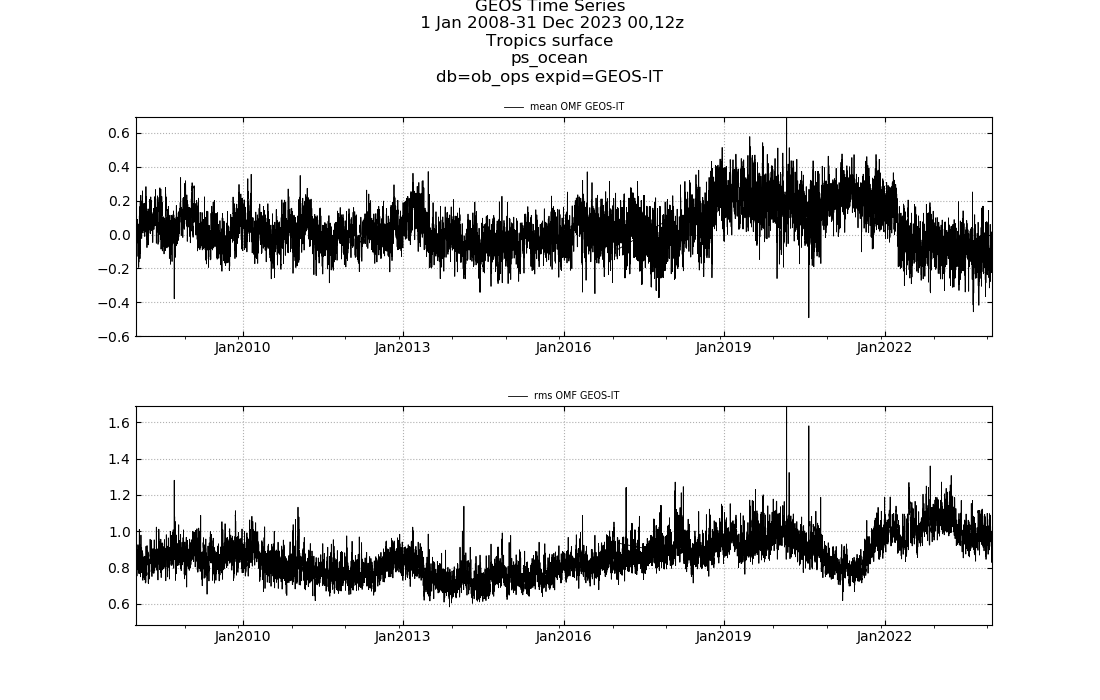 GEOS Time Series
1 Jan 2008-31 Dec 2023 00,12z
Tropics surface
ps_ocean
db=ob_ops expid=GEOS-IT
mean OMF GEOS-IT
0.6
0.4
0.2
0.0
−0.2
−0.4
−0.6
Jan2010 Jan2013 Jan2016 Jan2019 Jan2022
rms OMF GEOS-IT
1.6
1.4
1.2
1.0
0.8
0.6
Jan2010 Jan2013 Jan2016 Jan2019 Jan2022